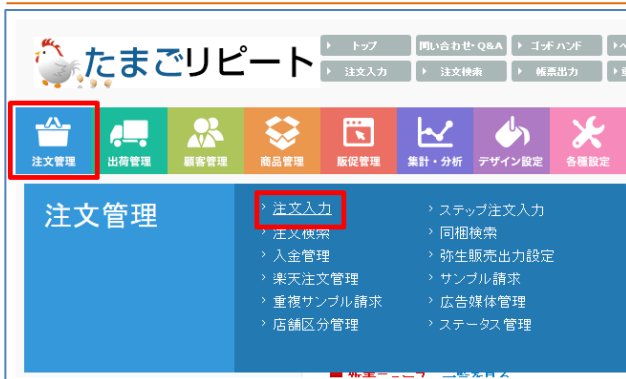 たまごリピート
トップ
問い合わせ・Q&A
ゴッドハンド
注文入力
注文検索
帳票出力
注文管理
出荷管理
顧客管理
商品管理
販促管理
集計・分析
デザイン設定
各種設定
注文管理
注文入力
注文検索
入金管理
楽天注文管理
重複サンプル請求
店舗区分管理
ステップ注文入力
同梱検索
弥生販売出力設定
サンプル請求
広告媒体管理
ステータス管理
一覧を見る